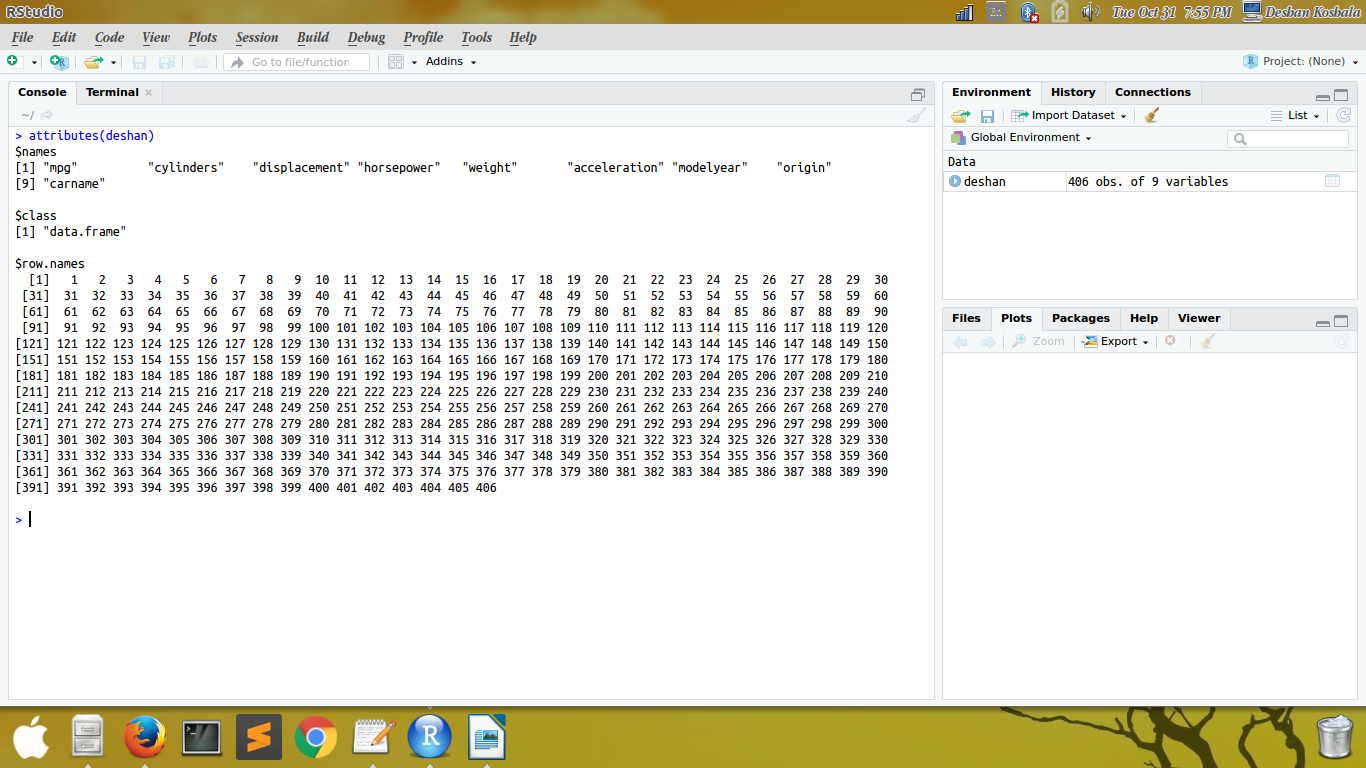 RStudio
En Tue Oct 31 7:55 PM Deshan Kosbala
File Edit Code View Plots Session Build Debug Profile Tools Help
Go to file/function Addins Project: (None)
Console Terminal
~/
> attributes(deshan)
$names
[1] "mpg" "cylinders" "displacement" "horsepower" "weight" "acceleration" "modelyear" "origin"
[9] "carname"
$class
[1] "data.frame"
$row.names
[1] 1 2 3 4 5 6 7 8 9 10 11 12 13 14 15 16 17 18 19 20 21 22 23 24 25 26 27 28 29 30
[31] 31 32 33 34 35 36 37 38 39 40 41 42 43 44 45 46 47 48 49 50 51 52 53 54 55 56 57 58 59 60
[61] 61 62 63 64 65 66 67 68 69 70 71 72 73 74 75 76 77 78 79 80 81 82 83 84 85 86 87 88 89 90
[91] 91 92 93 94 95 96 97 98 99 100 101 102 103 104 105 106 107 108 109 110 111 112 113 114 115 116 117 118 119 120
[121] 121 122 123 124 125 126 127 128 129 130 131 132 133 134 135 136 137 138 139 140 141 142 143 144 145 146 147 148 149 150
[151] 151 152 153 154 155 156 157 158 159 160 161 162 163 164 165 166 167 168 169 170 171 172 173 174 175 176 177 178 179 180
[181] 181 182 183 184 185 186 187 188 189 190 191 192 193 194 195 196 197 198 199 200 201 202 203 204 205 206 207 208 209 210
[211] 211 212 213 214 215 216 217 218 219 220 221 222 223 224 225 226 227 228 229 230 231 232 233 234 235 236 237 238 239 240
[241] 241 242 243 244 245 246 247 248 249 250 251 252 253 254 255 256 257 258 259 260 261 262 263 264 265 266 267 268 269 270
[271] 271 272 273 274 275 276 277 278 279 280 281 282 283 284 285 286 287 288 289 290 291 292 293 294 295 296 297 298 299 300
[301] 301 302 303 304 305 306 307 308 309 310 311 312 313 314 315 316 317 318 319 320 321 322 323 324 325 326 327 328 329 330
[331] 331 332 333 334 335 336 337 338 339 340 341 342 343 344 345 346 347 348 349 350 351 352 353 354 355 356 357 358 359 360
[361] 361 362 363 364 365 366 367 368 369 370 371 372 373 374 375 376 377 378 379 380 381 382 383 384 385 386 387 388 389 390
[391] 391 392 393 394 395 396 397 398 399 400 401 402 403 404 405 406
>
Environment History Connections
Import Dataset List
Global Environment
Data
deshan 406 obs. of 9 variables
Files Plots Packages Help Viewer
Zoom Export
R